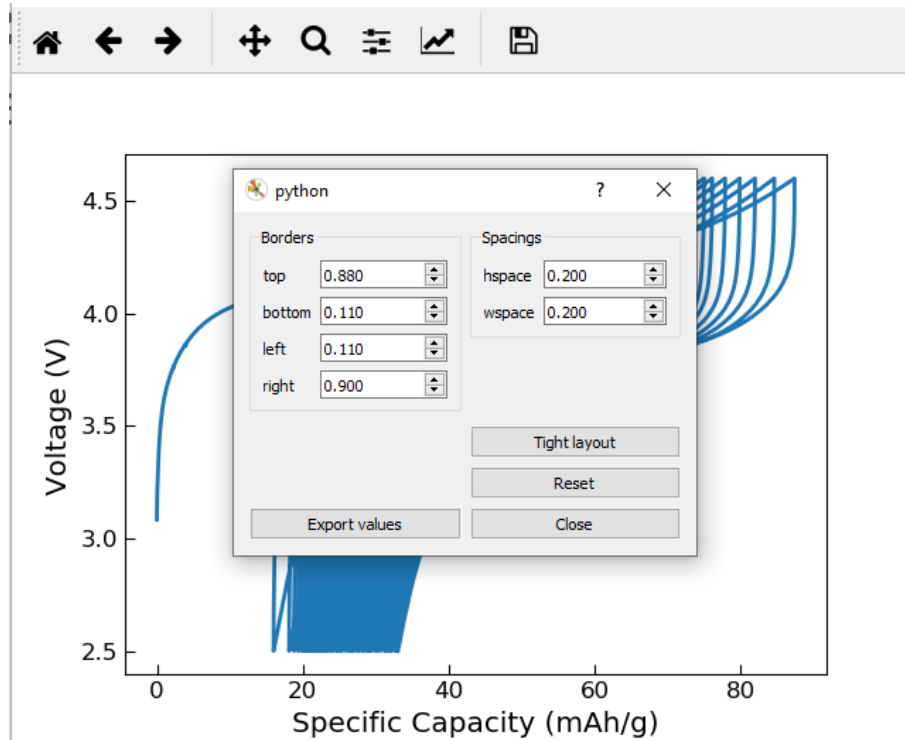 python ? ×
Borders
Spacings
top 0.880
hspace 0.200
bottom 0.110
wspace 0.200
left 0.110
right 0.900
Tight layout
Reset
Export values
Close
4.5
4.0
3.5
3.0
2.5
Voltage (V)
0 20 40 60 80
Specific Capacity (mAh/g)